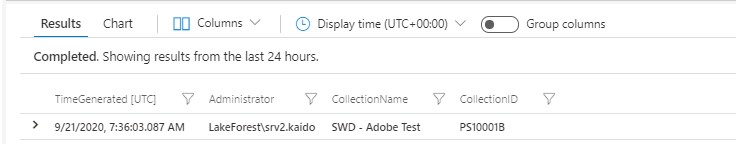 Results Chart Columns Display time (UTC+00:00) Group columns
Completed. Showing results from the last 24 hours.
TimeGenerated [UTC] Administrator CollectionName CollectionID
9/21/2020, 7:36:03.087 AM LakeForest\srv2.kaido SWD - Adobe Test PS10001B